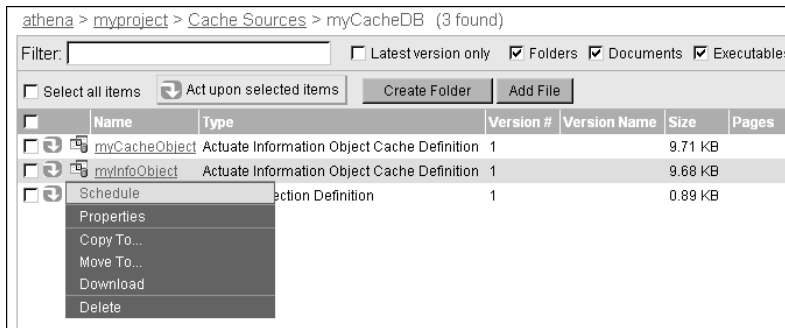 athena > myproject > Cache Sources > myCacheDB (3 found)
Filter: Latest version only Folders Documents Executable
Select all items Act upon selected items Create Folder Add File
Name Type Version # Version Name Size Pages
myCacheObject Actuate Information Object Cache Definition 1 9.71 KB
myInfoObject Actuate Information Object Cache Definition 1 9.68 KB
Schedule ection Definition 1 0.89 KB
Properties
Copy To...
Move To...
Download
Delete